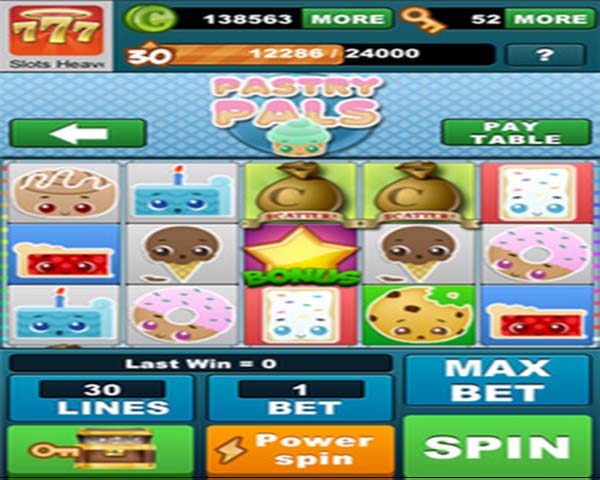 777
Slots Heave
C 138563 MORE
52 MORE
30 12286 / 24000
?
PASTRY
PALS
PAY
TABLE
C SCATTER
C SCATTER
BONUS
Last Win = 0
30
LINES
1
BET
MAX
BET
Power
spin
SPIN